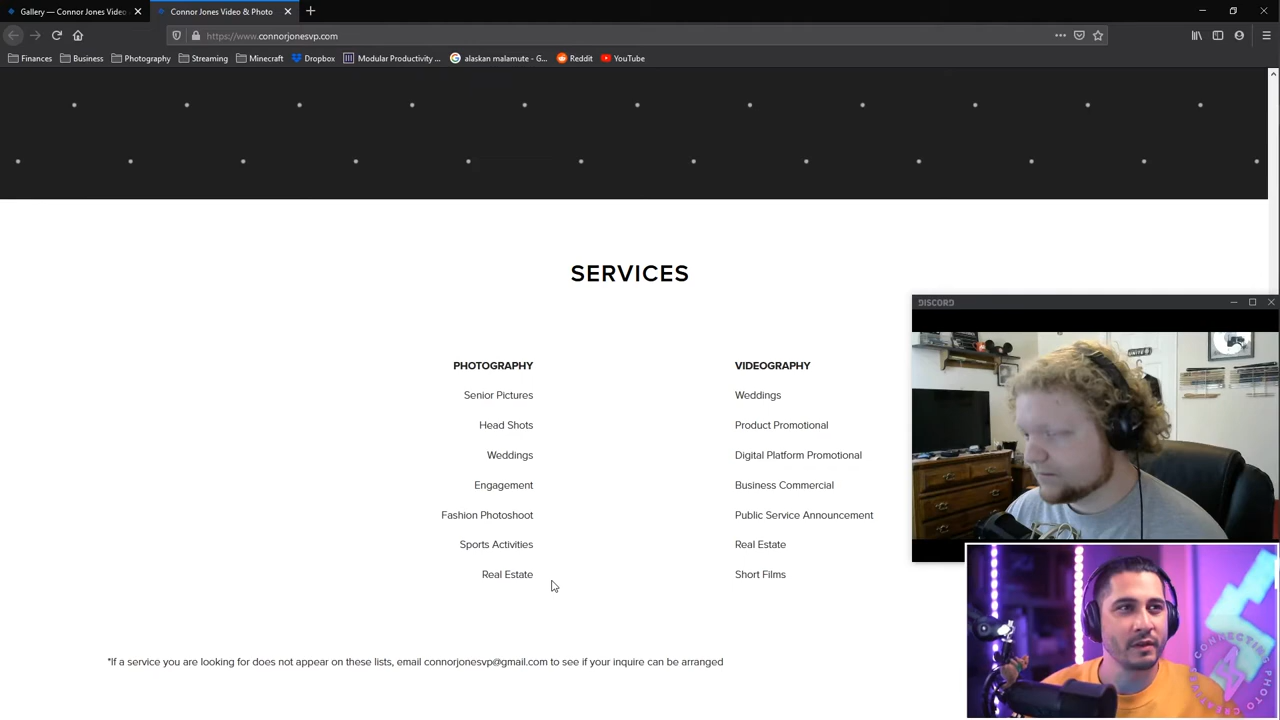 Gallery — Connor Jones Video
Connor Jones Video & Photo
https://www.connorjonesvp.com
Finances
Business
Photography
Streaming
Minecraft
Dropbox
Modular Productivity ...
alaskan malamute - G...
Reddit
YouTube
SERVICES
PHOTOGRAPHY
Senior Pictures
Head Shots
Weddings
Engagement
Fashion Photoshoot
Sports Activities
Real Estate
VIDEOGRAPHY
Weddings
Product Promotional
Digital Platform Promotional
Business Commercial
Public Service Announcement
Real Estate
Short Films
*If a service you are looking for does not appear on these lists, email connorjonesvp@gmail.com to see if your inquire can be arranged
DISCORD
UNITE
CONNECTING PHOTO